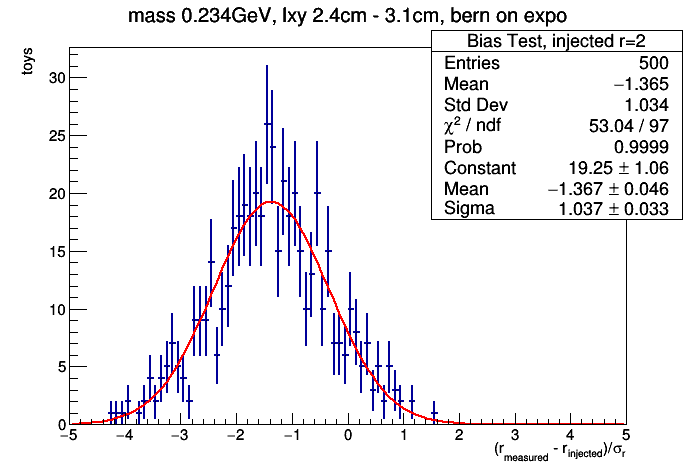 mass 0.234GeV, lxy 2.4cm - 3.1cm, bern on expo
Bias Test, injected r=2
Entries 500
Mean −1.365
Std Dev 1.034
χ² / ndf 53.04 / 97
Prob 0.9999
Constant 19.25 ± 1.06
Mean −1.367 ± 0.046
Sigma 1.037 ± 0.033
toys
30
25
20
15
10
5
0
−5 −4 −3 −2 −1 0 1 2 3 4 5
(r_measured - r_injected)/σ_r